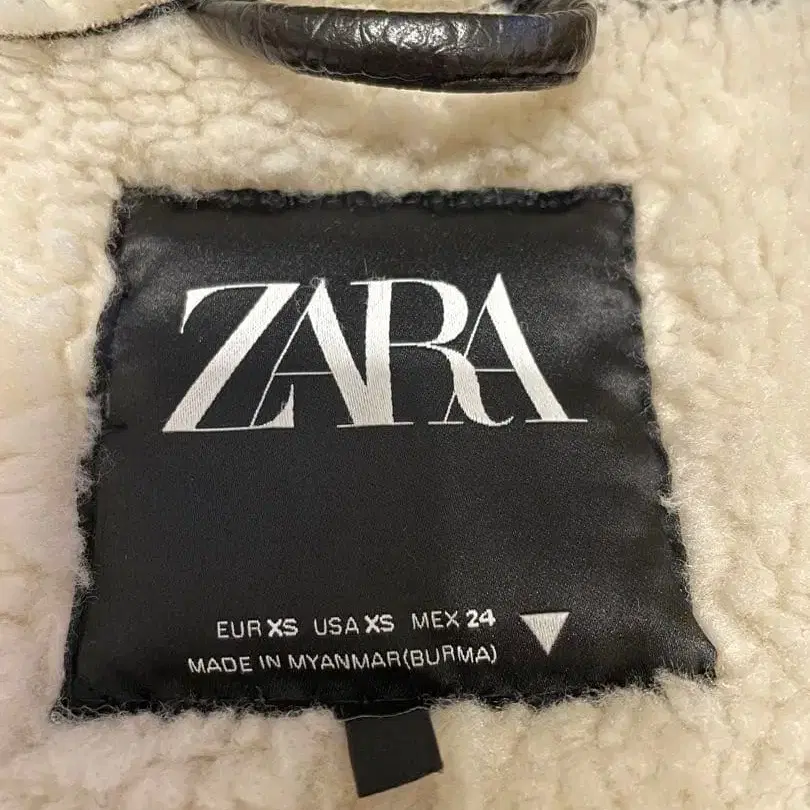 ZARA
EUR XS USA XS MEX 24
MADE IN MYANMAR(BURMA)